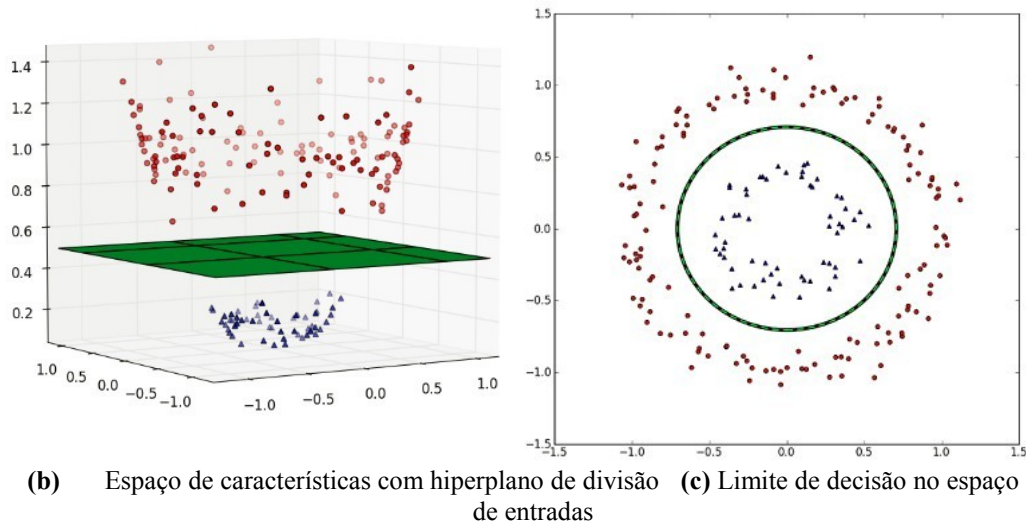 1.4
1.2
1.0
0.8
0.6
0.4
0.2
1.0 0.5 0.0 −0.5 −1.0
−1.0 −0.5 0.0 0.5 1.0
1.5
1.0
0.5
0.0
−0.5
−1.0
−1.5
−1.5 −1.0 −0.5 0.0 0.5 1.0 1.5
(b) Espaço de características com hiperplano de divisão (c) Limite de decisão no espaço
de entradas